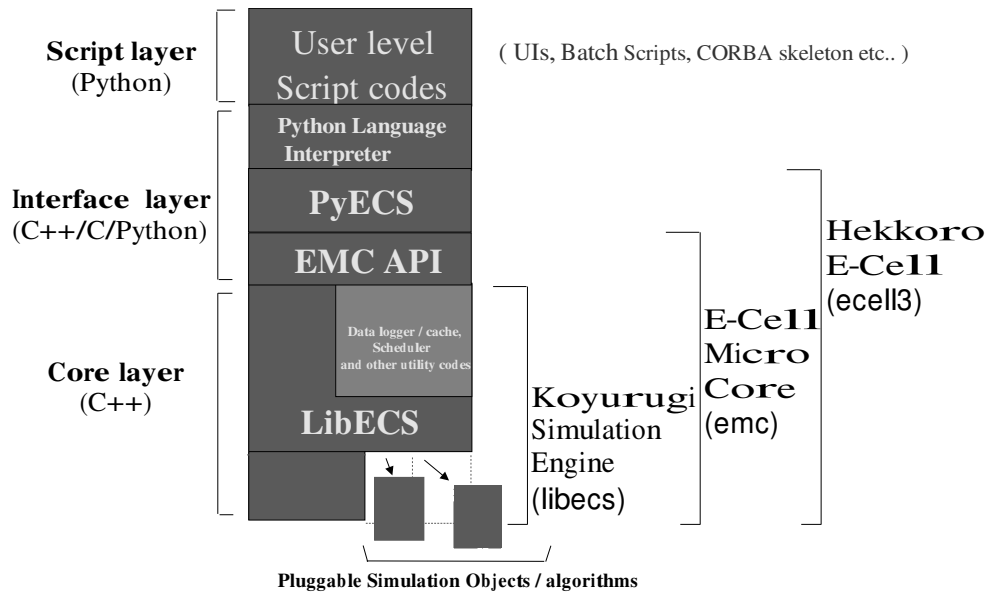 Script layer
(Python)
User level
Script codes
( UIs, Batch Scripts, CORBA skeleton etc.. )
Python Language
Interpreter
Interface layer
(C++/C/Python)
PyECS
EMC API
Hekkoro
E-Cell
(ecell3)
E-Cell
Micro
Core
(emc)
Data logger / cache,
Scheduler
and other utility codes
Core layer
(C++)
LibECS
Koyurugi
Simulation
Engine
(libecs)
Pluggable Simulation Objects / algorithms